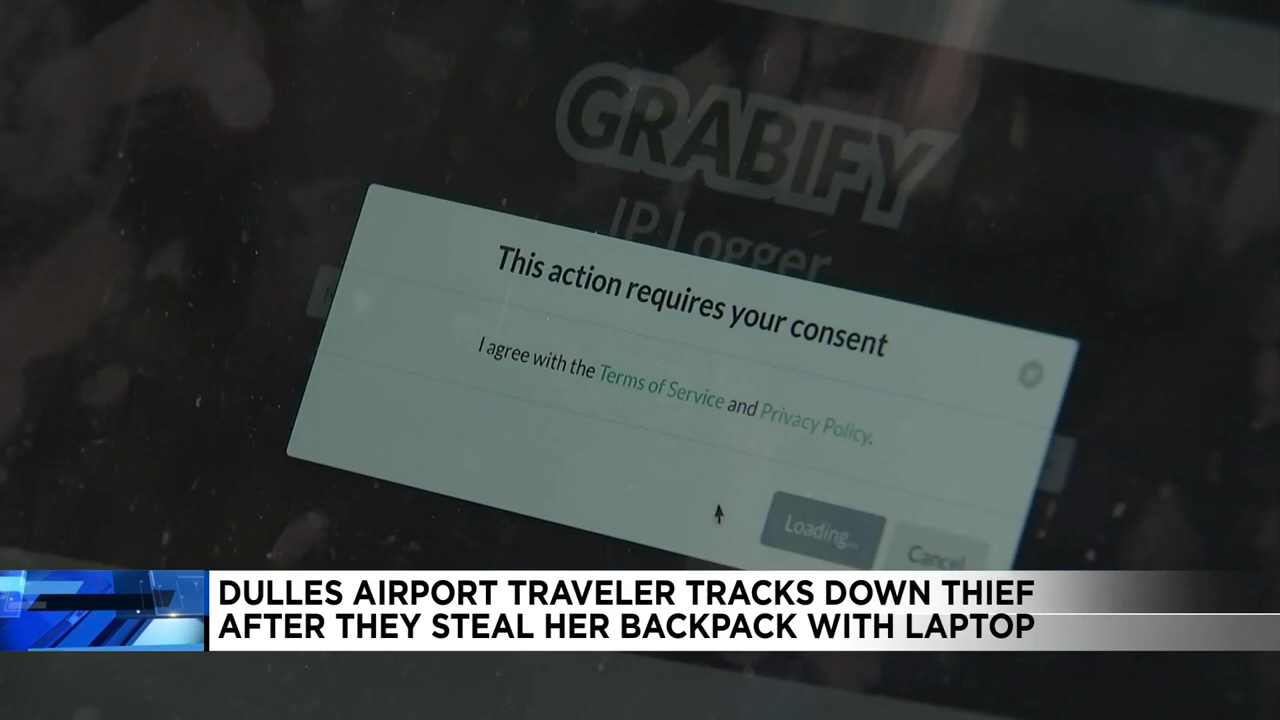 GRABIFY
IP Logger
This action requires your consent
I agree with the Terms of Service and Privacy Policy.
Loading...
Cancel
DULLES AIRPORT TRAVELER TRACKS DOWN THIEF
AFTER THEY STEAL HER BACKPACK WITH LAPTOP